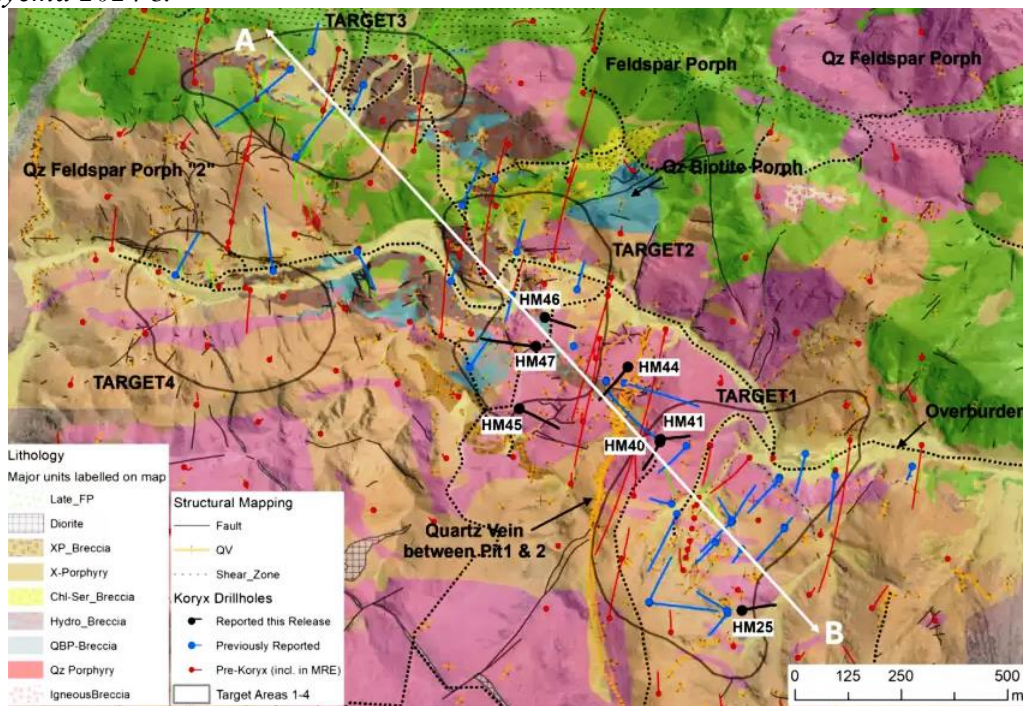 TARGET3
A
Feldspar Porph
Qz Feldspar Porph
Qz Feldspar Porph "2"
Qz Biotite Porph
TARGET2
HM46
HM47
HM44
TARGET4
TARGET1
HM41
HM45
HM40
Overburden
Quartz Vein
between Pit1 & 2
HM25
B
Lithology
Major units labelled on map
Late_FP
Diorite
XP_Breccia
X-Porphyry
Chl-Ser_Breccia
Hydro_Breccia
QBP-Breccia
Qz Porphyry
IgneousBreccia
Structural Mapping
Fault
QV
Shear_Zone
Koryx Drillholes
Reported this Release
Previously Reported
Pre-Koryx (incl. in MRE)
Target Areas 1-4
0 125 250 500
m